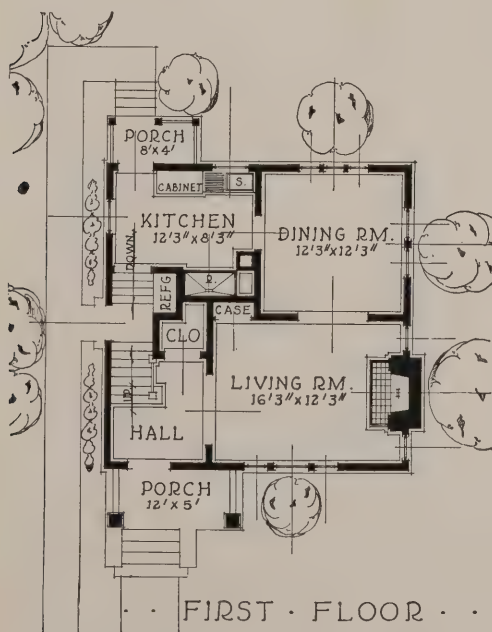 PORCH
8'X4'
CABINET
S.
KITCHEN
12'3"X8'3"
DINING RM.
12'3"X12'3"
DOWN
REFG
R.
CASE
CLO
LIVING RM.
16'3"X12'3"
UP
HALL
PORCH
12'X5'
· · FIRST · FLOOR · ·